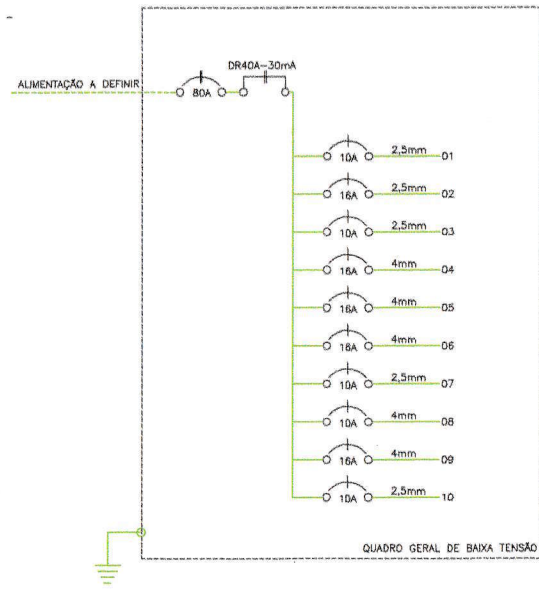 DR40A-30mA
ALIMENTAÇÃO A DEFINIR
80A
10A 2,5mm 01
16A 2,5mm 02
10A 2,5mm 03
16A 4mm 04
16A 4mm 05
16A 4mm 06
10A 2,5mm 07
10A 4mm 08
16A 4mm 09
10A 2,5mm 10
QUADRO GERAL DE BAIXA TENSÃO